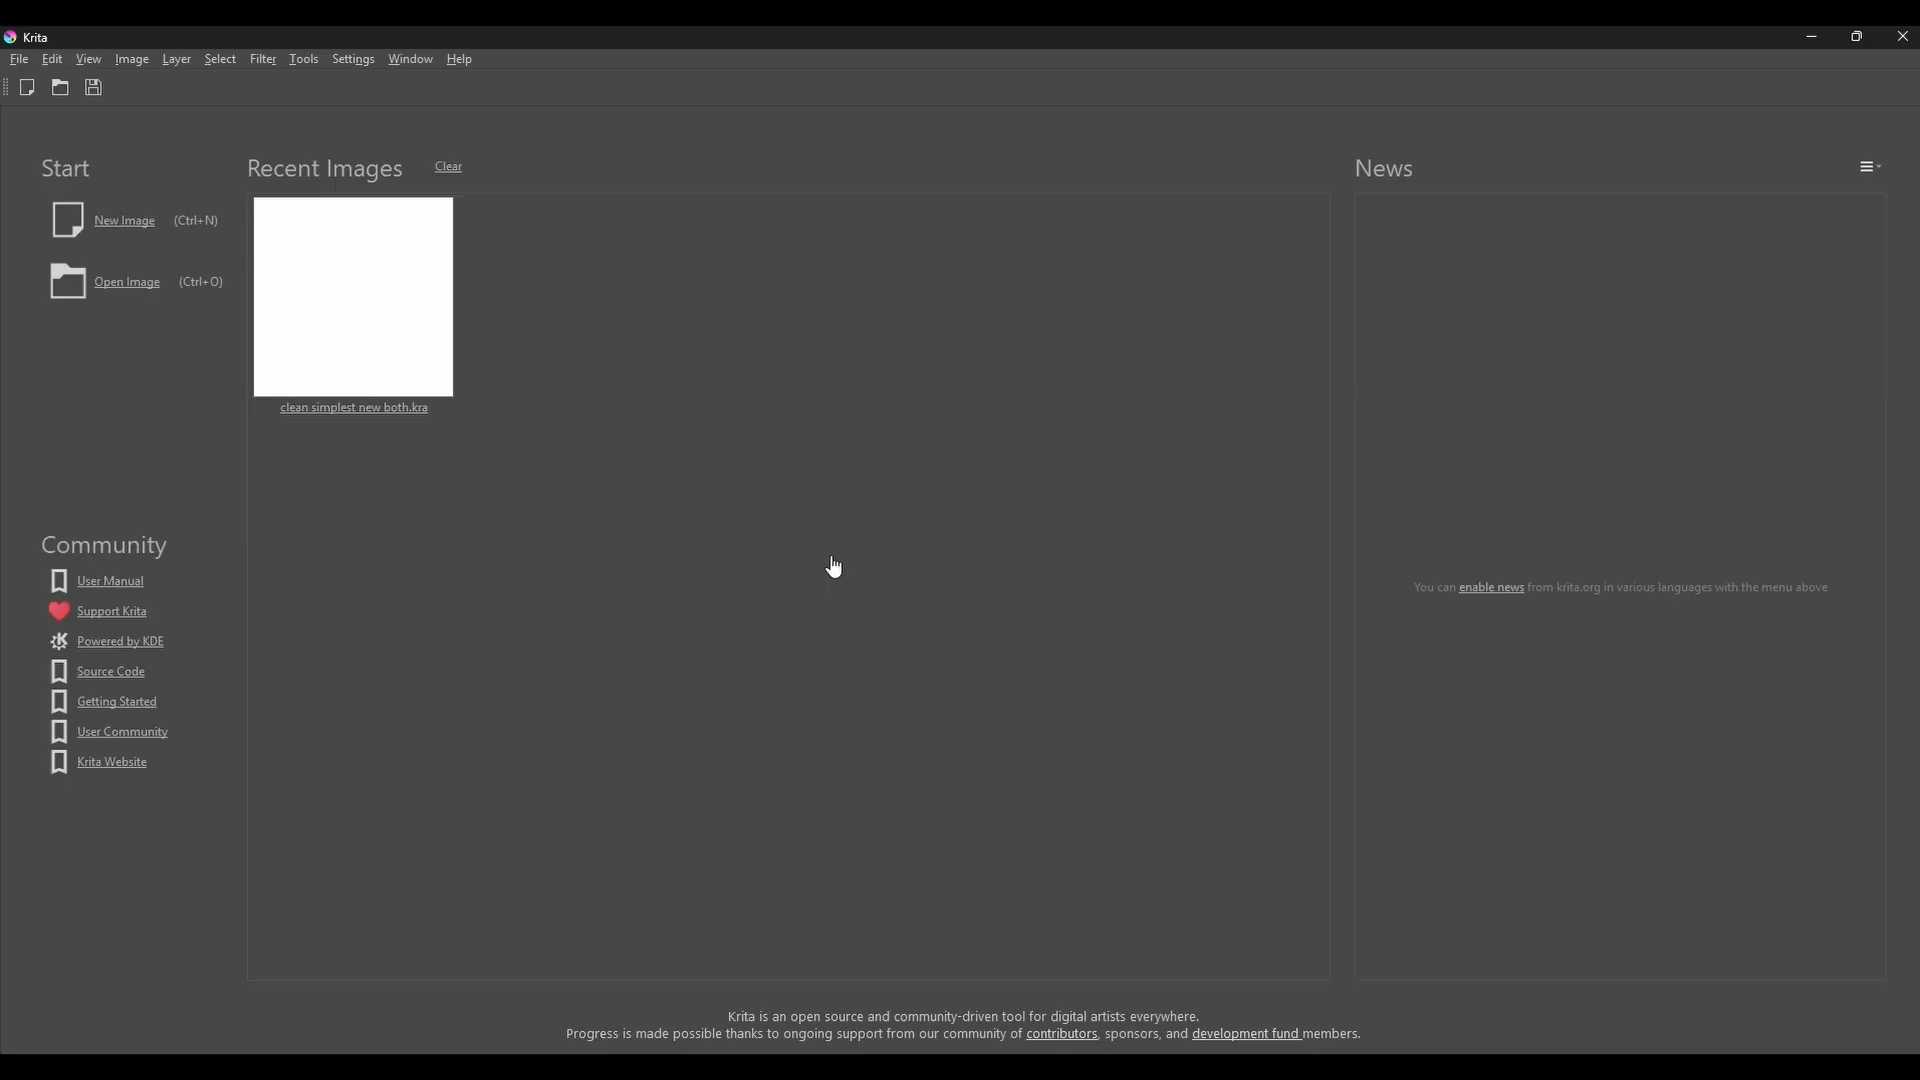 Krita
File Edit View Image Layer Select Filter Tools Settings Window Help
Start
New Image (Ctrl+N)
Open Image (Ctrl+O)
Recent Images Clear
clean simplest new both.kra
News
You can enable news from krita.org in various languages with the menu above
Community
User Manual
Support Krita
Powered by KDE
Source Code
Getting Started
User Community
Krita Website
Krita is an open source and community-driven tool for digital artists everywhere.
Progress is made possible thanks to ongoing support from our community of contributors, sponsors, and development fund members.